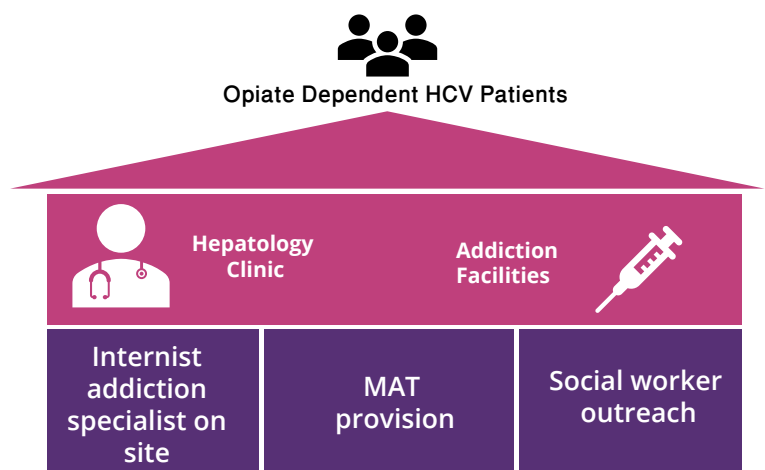 Opiate Dependent HCV Patients
Hepatology
Clinic
Addiction
Facilities
Internist
addiction
specialist on
site
MAT
provision
Social worker
outreach